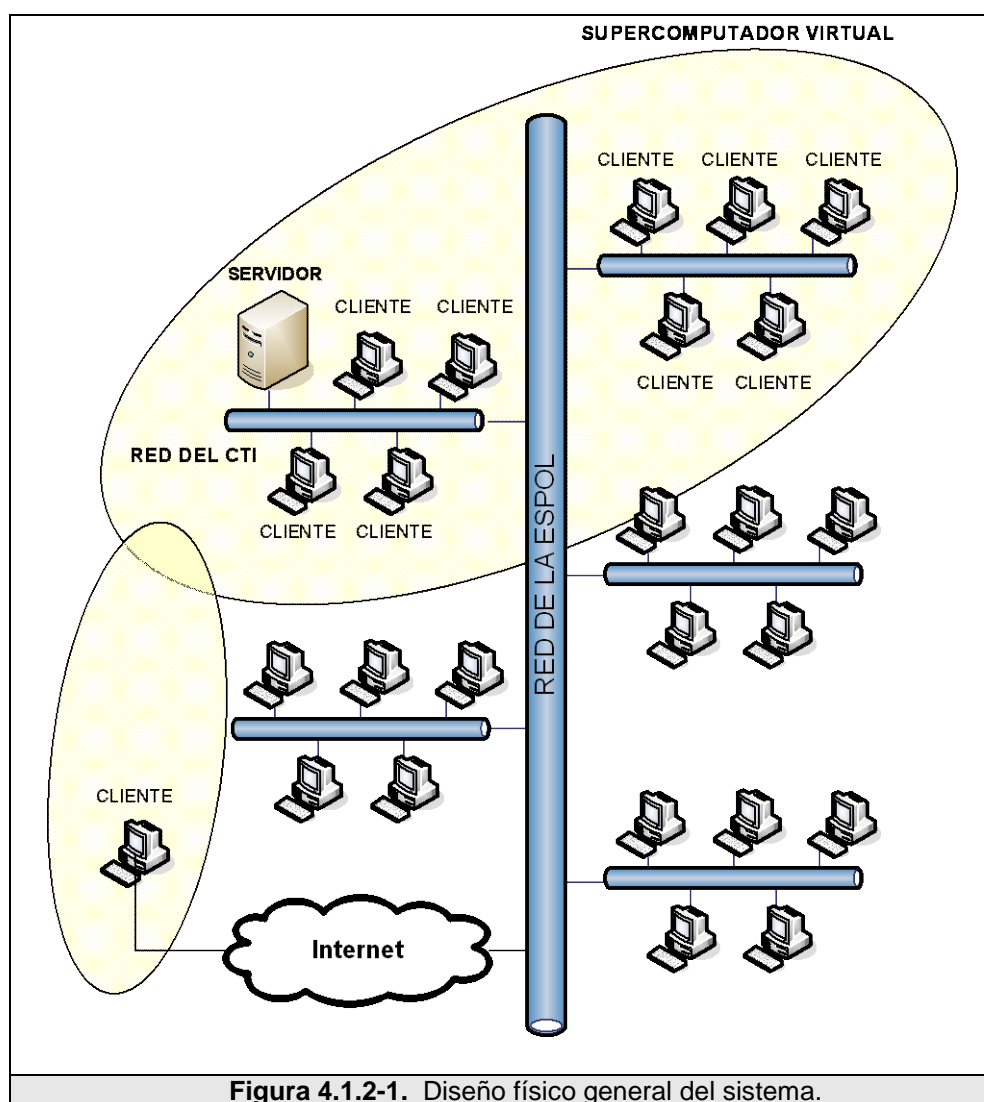 SUPERCOMPUTADOR VIRTUAL
CLIENTE CLIENTE CLIENTE
SERVIDOR
CLIENTE CLIENTE
CLIENTE CLIENTE
RED DEL CTI
CLIENTE CLIENTE
RED DE LA ESPOL
CLIENTE
Internet
Figura 4.1.2-1. Diseño físico general del sistema.